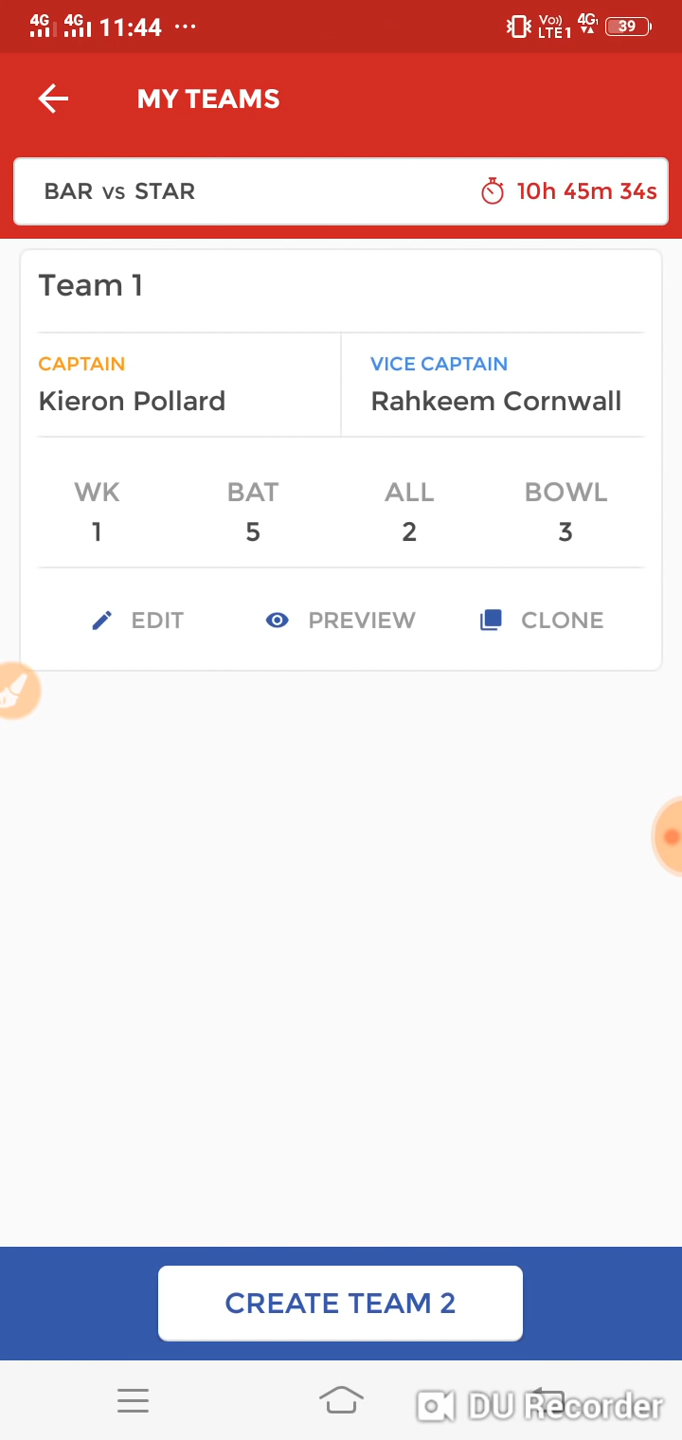 4G 4G 11:44 ... Vo)) LTE1 4G 39
MY TEAMS
BAR vs STAR 10h 45m 34s
Team 1
CAPTAIN VICE CAPTAIN
Kieron Pollard Rahkeem Cornwall
WK BAT ALL BOWL
1 5 2 3
EDIT PREVIEW CLONE
CREATE TEAM 2
DU Recorder